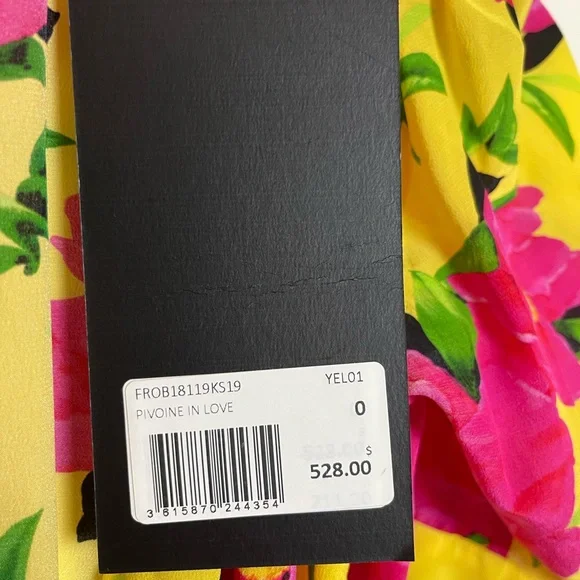 FROB18119KS19 YEL01
PIVOINE IN LOVE 0
$
528.00
3 615870 244354